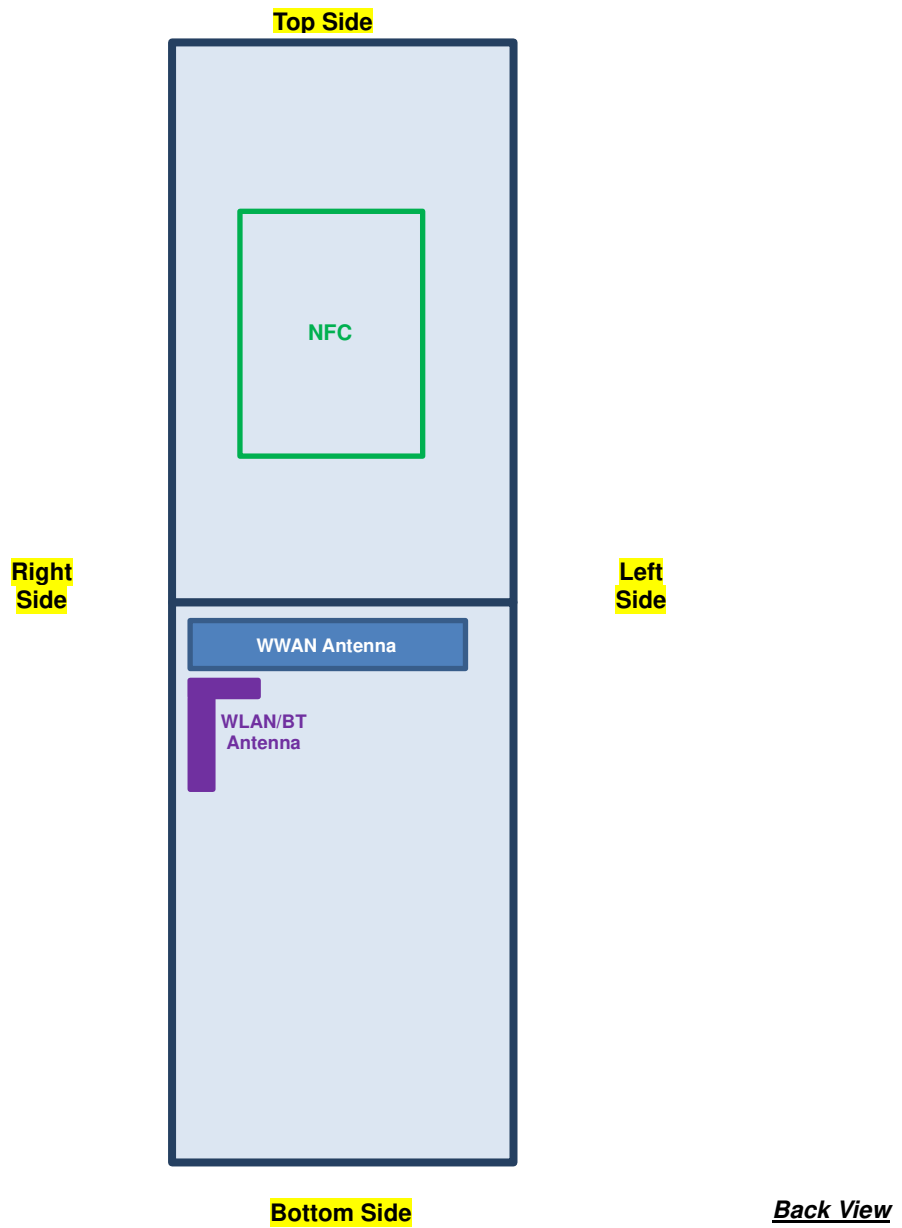 Top Side
NFC
Right
Side
Left
Side
WWAN Antenna
WLAN/BT
Antenna
Bottom Side
Back View